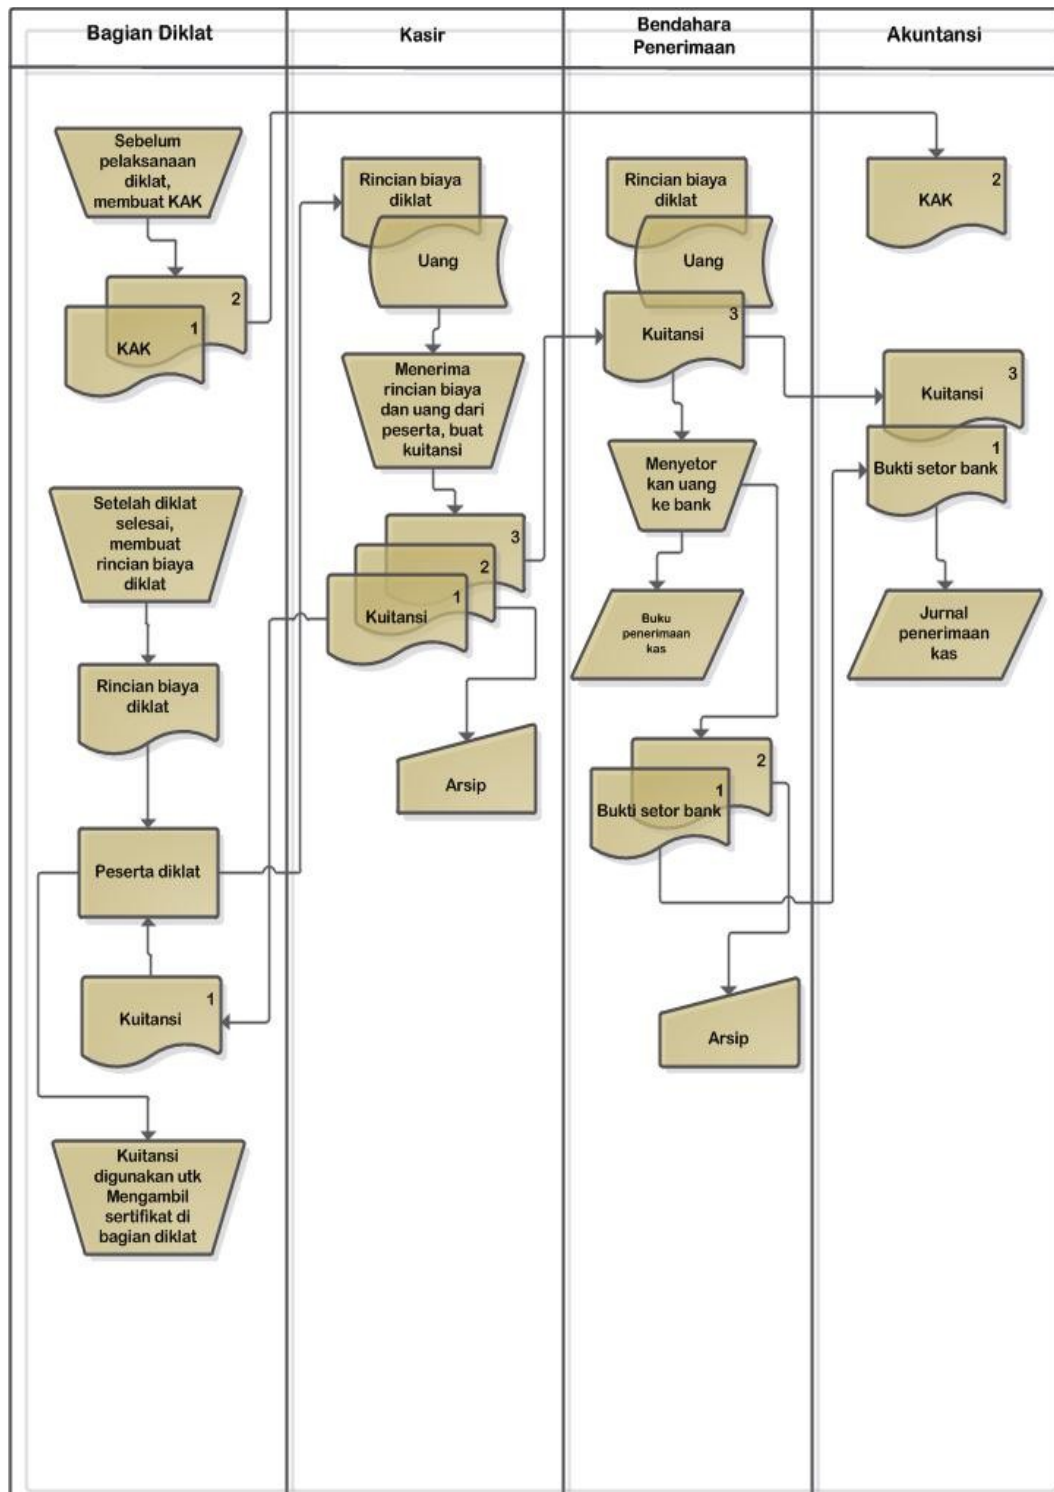 Bagian Diklat
Kasir
Bendahara
Penerimaan
Akuntansi
Sebelum
pelaksanaan
diklat,
membuat KAK
2
1
KAK
Setelah diklat
selesai,
membuat
rincian biaya
diklat
Rincian biaya
diklat
Peserta diklat
1
Kuitansi
Kuitansi
digunakan utk
Mengambil
sertifikat di
bagian diklat
Rincian biaya
diklat
Uang
Menerima
rincian biaya
dan uang dari
peserta, buat
kuitansi
3
2
1
Kuitansi
Arsip
Rincian biaya
diklat
Uang
3
Kuitansi
Menyetor
kan uang
ke bank
Buku
penerimaan
kas
2
1
Bukti setor bank
Arsip
2
KAK
3
Kuitansi
1
Bukti setor bank
Jurnal
penerimaan
kas